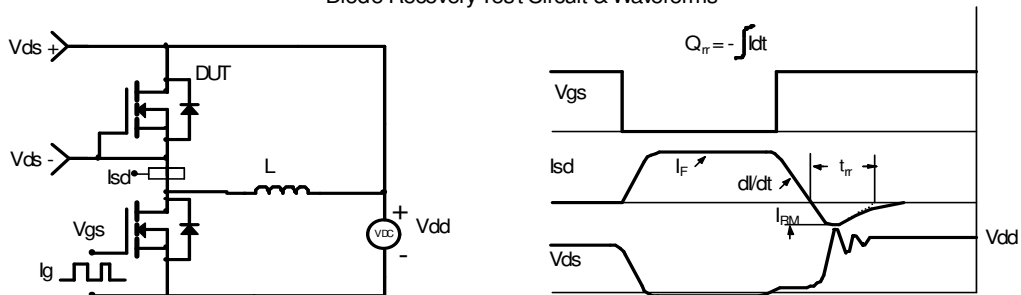 Diode Recovery Test Circuit & Waveforms
Vds +
DUT
Vds -
Isd
L
Vgs
Ig
+
VDC
-
Vdd
Qrr = - ∫Idt
Vgs
Isd
IF
dI/dt
trr
IRM
Vdd
Vds